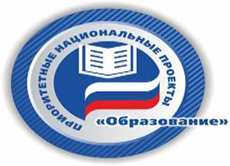 ПРИОРИТЕТНЫЕ НАЦИОНАЛЬНЫЕ ПРОЕКТЫ
«Образование»